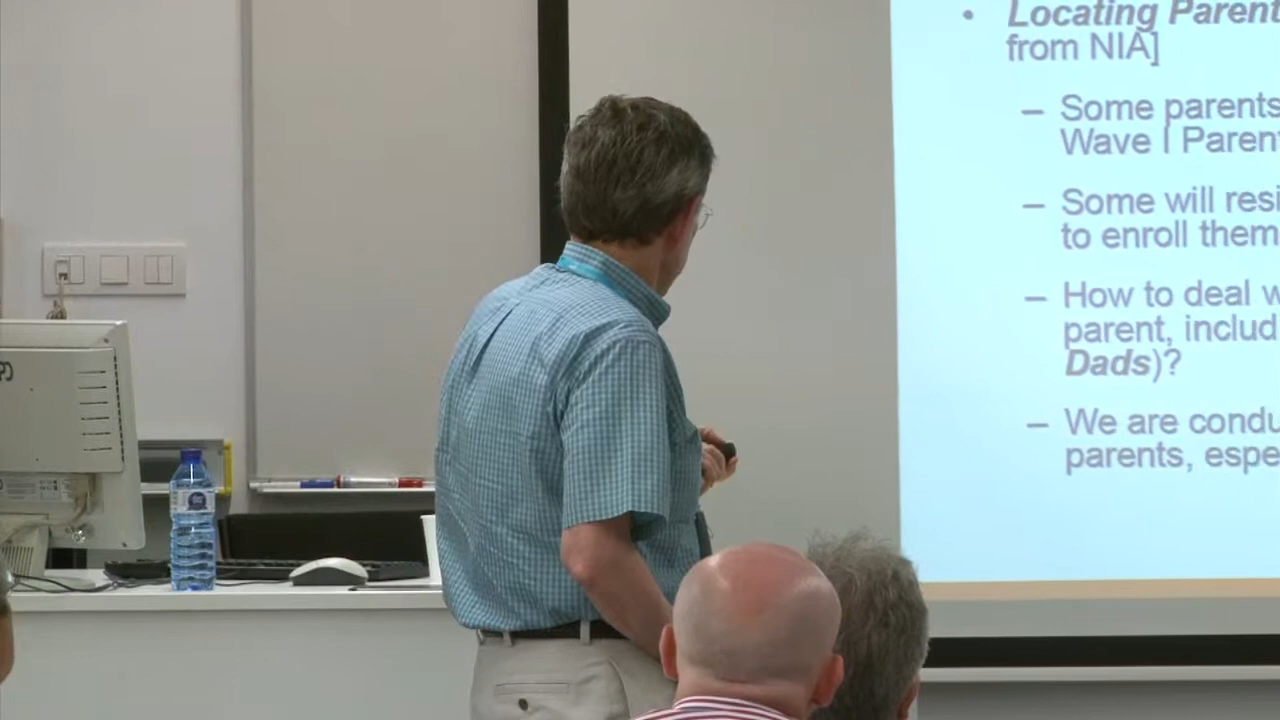 • Locating Parent
from NIA]
– Some parents
Wave I Paren
– Some will resi
to enroll them
– How to deal w
parent, includ
Dads)?
– We are condu
parents, espe